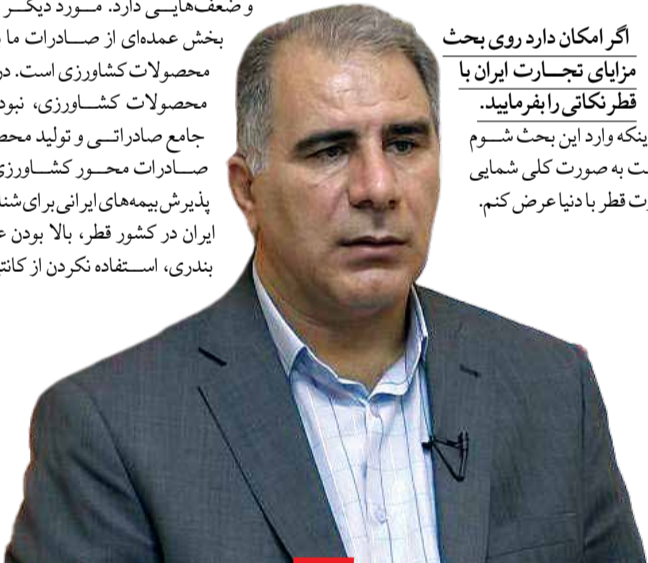 اگر امکان دارد روی بحث
مزایای تجارت ایران با
قطر نکاتی را بفرمایید.
ینکه وارد این بحث شوم
ت به صورت کلی شمایی
ت قطر با دنیا عرض کنم.
و ضعف‌هایی دارد. مورد دیگر
بخش عمده‌ای از صادرات ما
محصولات کشاورزی است. در
محصولات کشاورزی، نبود
جامع صادراتی و تولید
صادرات محور کشاورزی
پذیرش بیمه‌های ایرانی برای
ایران در کشور قطر، بالا بودن
بندری، استفاده نکردن از